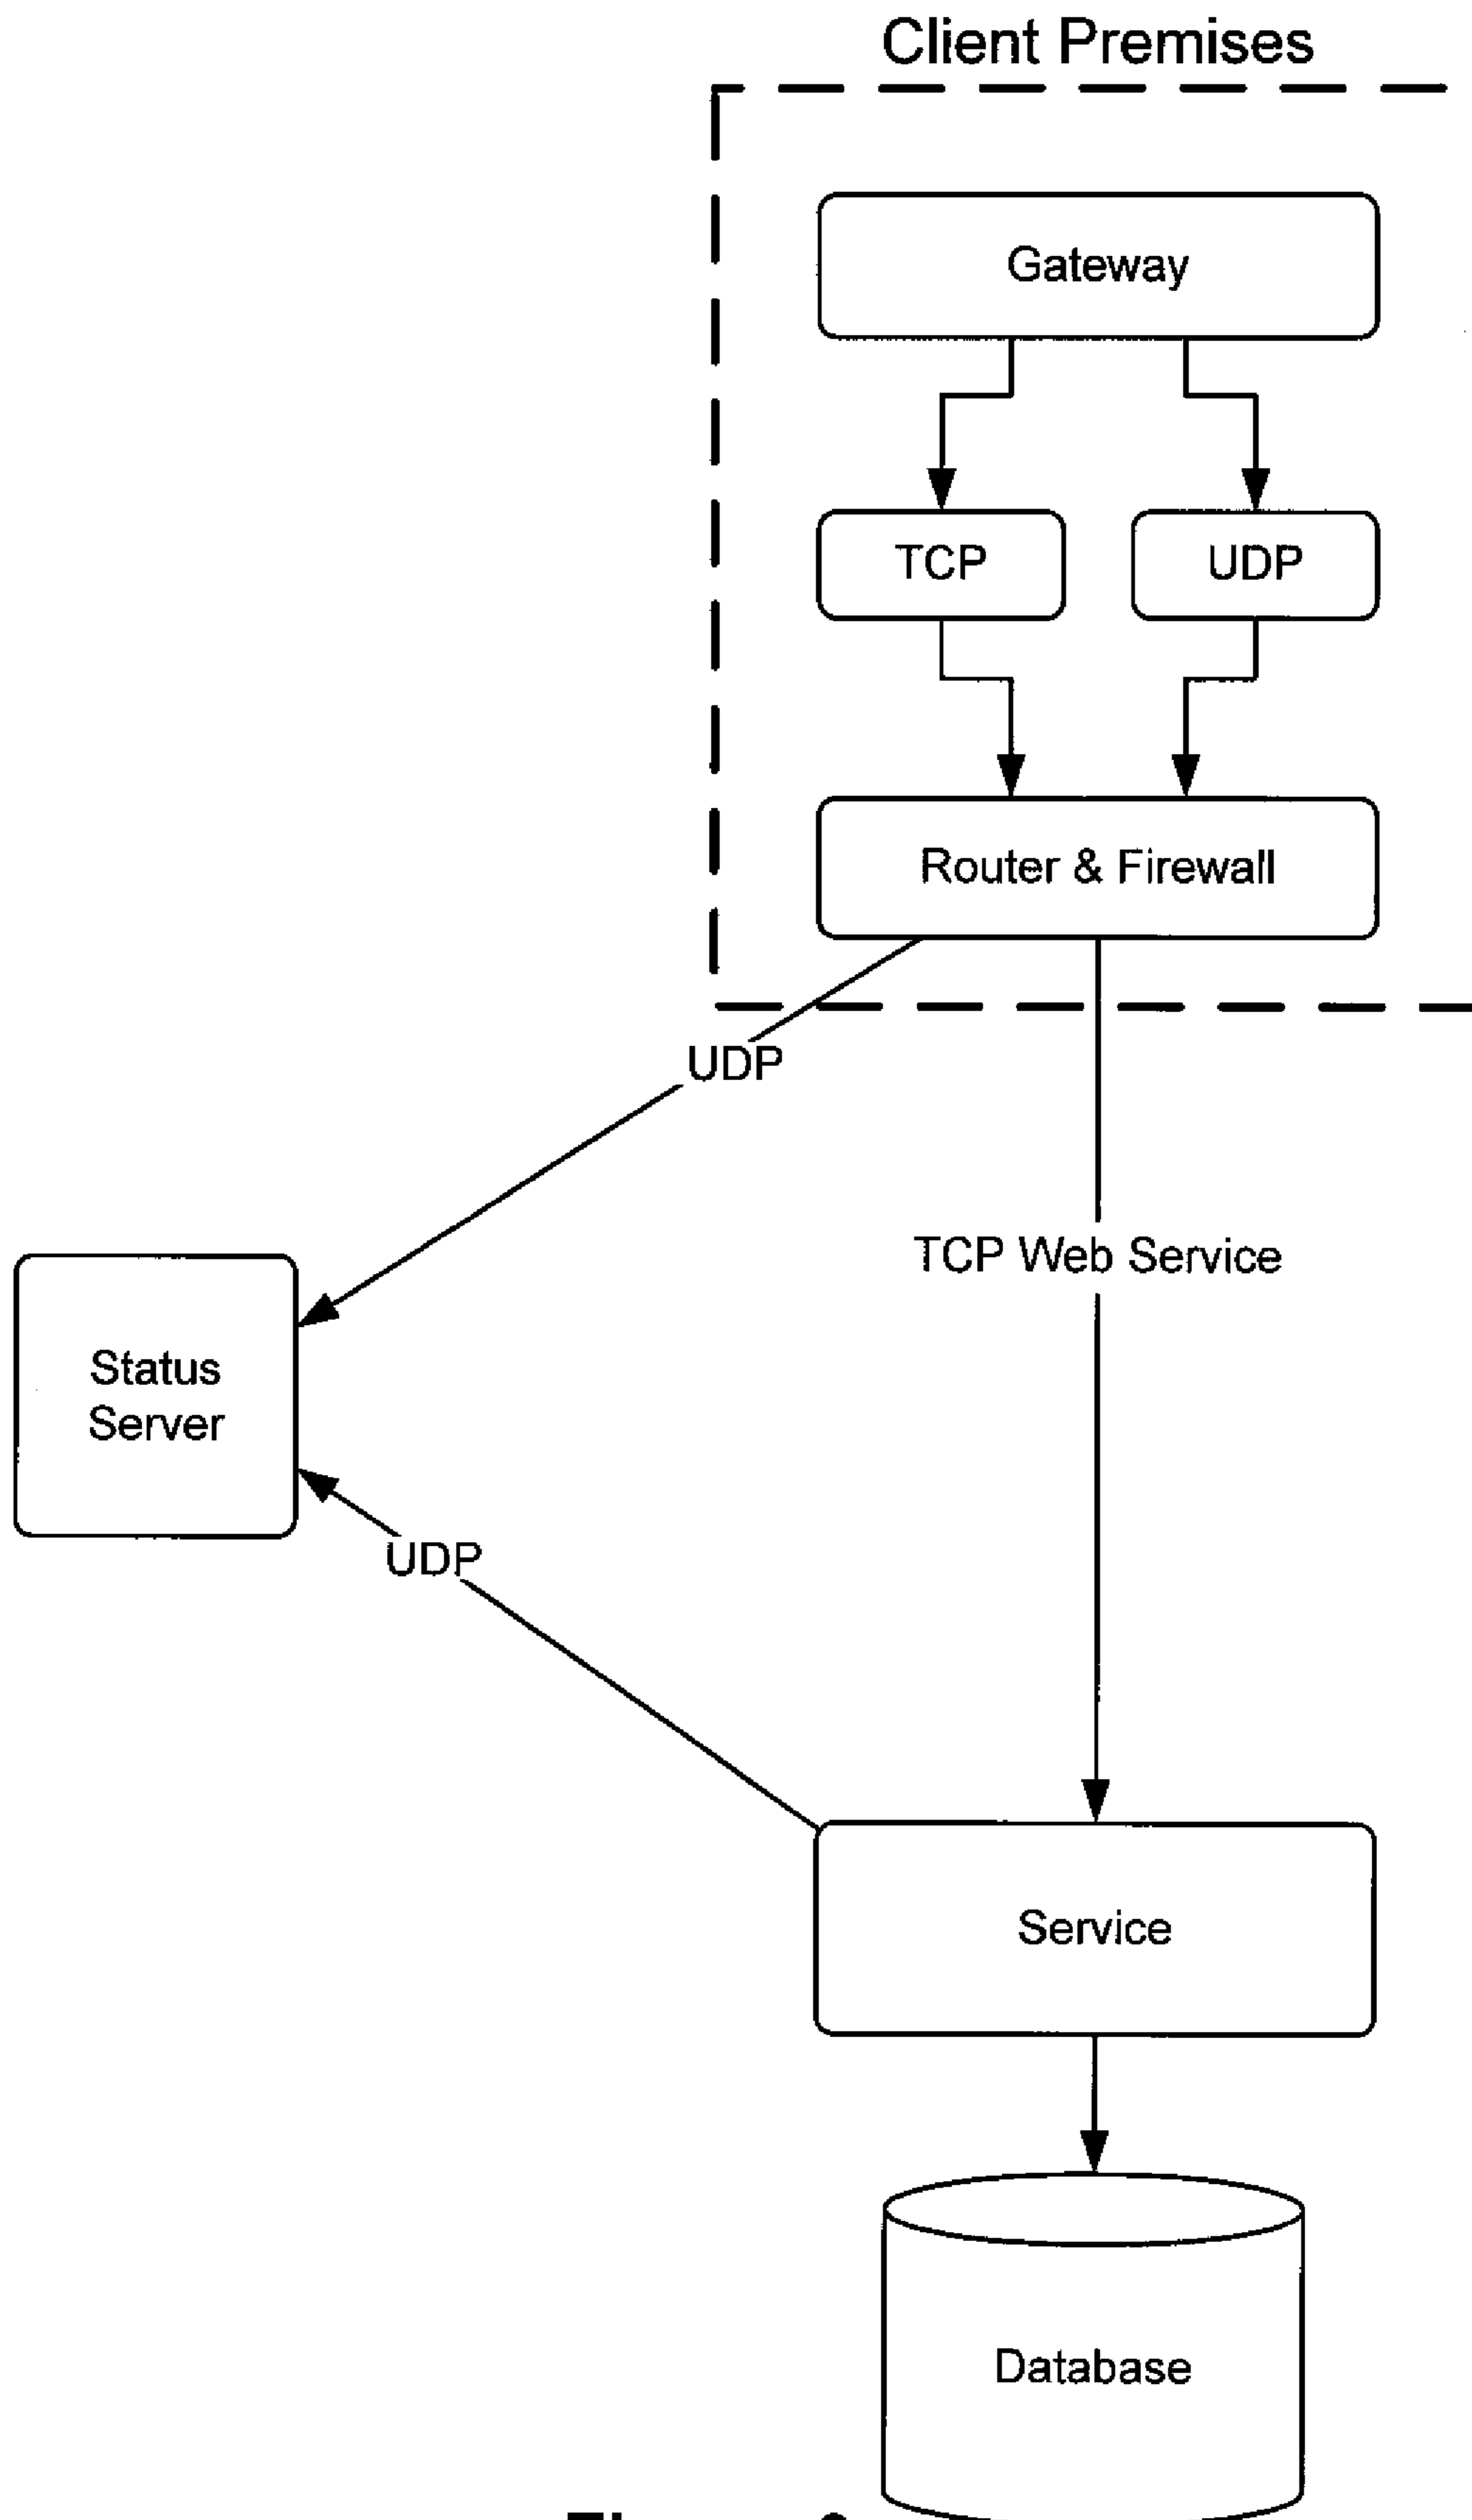 Client Premises
Gateway
TCP
UDP
Router & Firewall
UDP
TCP Web Service
Status
Server
UDP
Service
Database